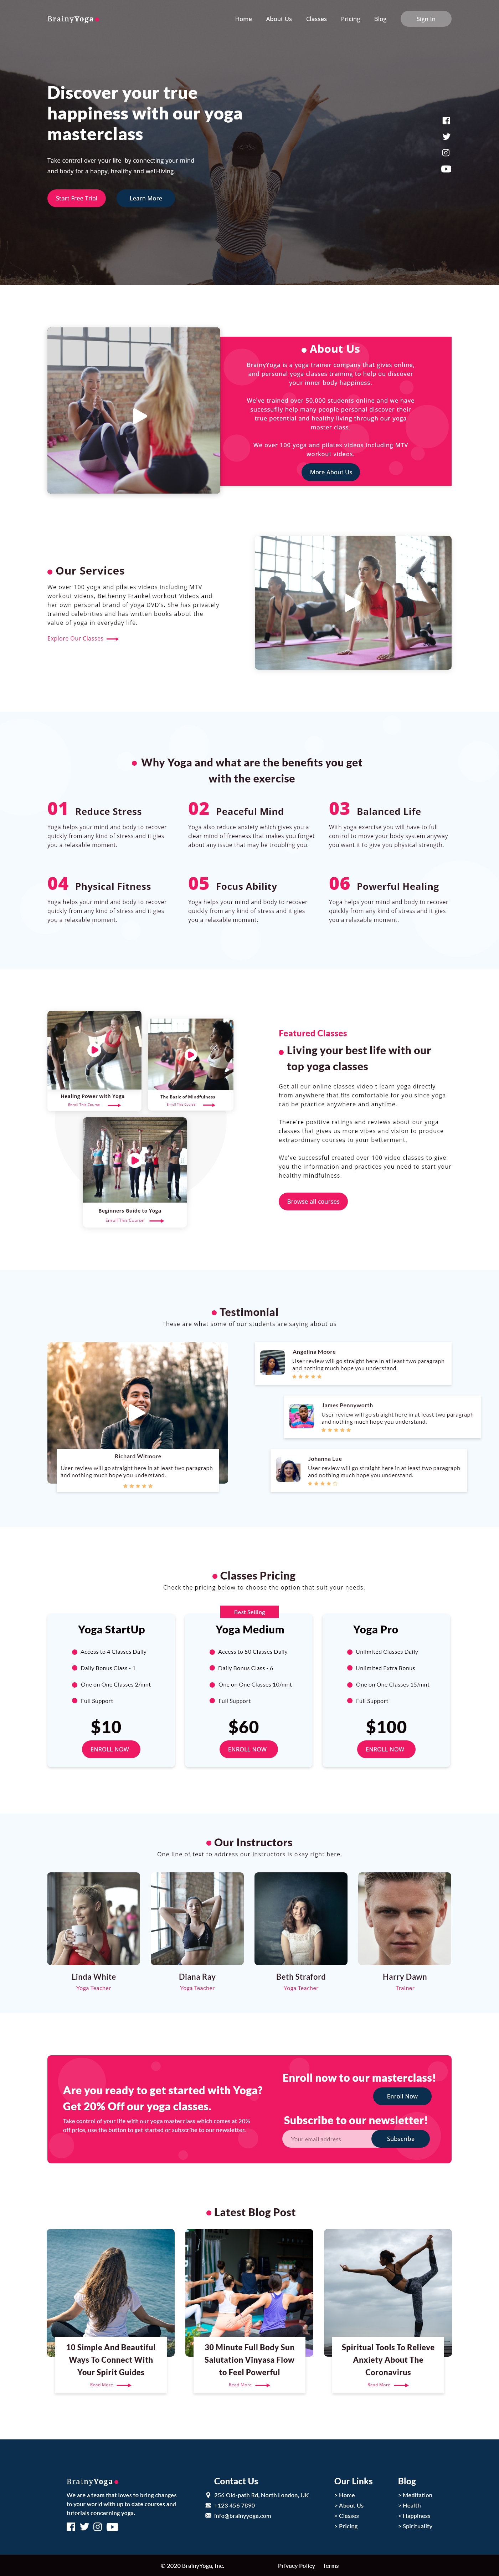 BrainyYoga
Home About Us Classes Pricing Blog Sign In
Discover your true
happiness with our yoga
masterclass
Take control over your life by connecting your mind
and body for a happy, healthy and well-living.
Start Free Trial Learn More
About Us
BrainyYoga is a yoga trainer company that gives online,
and personal yoga classes training to help ou discover
your inner body happiness.
We've trained over 50,000 students online and we have
sucessuflly help many people personal discover their
true potential and healthy living through our yoga
master class.
We over 100 yoga and pilates videos including MTV
workout videos.
More About Us
Our Services
We over 100 yoga and pilates videos including MTV
workout videos, Bethenny Frankel workout Videos and
her own personal brand of yoga DVD's. She has privately
trained celebrities and has written books about the
value of yoga in everyday life.
Explore Our Classes
Why Yoga and what are the benefits you get
with the exercise
01 Reduce Stress
Yoga helps your mind and body to recover
quickly from any kind of stress and it gies
you a relaxable moment.
02 Peaceful Mind
Yoga also reduce anxiety which gives you a
clear mind of freeness that makes you forget
about any issue that may be troubling you.
03 Balanced Life
With yoga exercise you will have to full
control to move your body system anyway
you want it to give you physical strength.
04 Physical Fitness
Yoga helps your mind and body to recover
quickly from any kind of stress and it gies
you a relaxable moment.
05 Focus Ability
Yoga helps your mind and body to recover
quickly from any kind of stress and it gies
you a relaxable moment.
06 Powerful Healing
Yoga helps your mind and body to recover
quickly from any kind of stress and it gies
you a relaxable moment.
Healing Power with Yoga
Enroll This Course
The Basic of Mindfulness
Enroll This Course
Beginners Guide to Yoga
Enroll This Course
Featured Classes
Living your best life with our
top yoga classes
Get all our online classes video t learn yoga directly
from anywhere that fits comfortable for you since yoga
can be practice anywhere and anytime.
There're positive ratings and reviews about our yoga
classes that gives us more vibes and vision to produce
extraordinary courses to your betterment.
We've successful created over 100 video classes to give
you the information and practices you need to start your
healthy mindfulness.
Browse all courses
Testimonial
These are what some of our students are saying about us
Richard Witmore
User review will go straight here in at least two paragraph
and nothing much hope you understand.
Angelina Moore
User review will go straight here in at least two paragraph
and nothing much hope you understand.
James Pennyworth
User review will go straight here in at least two paragraph
and nothing much hope you understand.
Johanna Lue
User review will go straight here in at least two paragraph
and nothing much hope you understand.
Classes Pricing
Check the pricing below to choose the option that suit your needs.
Yoga StartUp
Access to 4 Classes Daily
Daily Bonus Class - 1
One on One Classes 2/mnt
Full Support
$10
ENROLL NOW
Best Selling
Yoga Medium
Access to 50 Classes Daily
Daily Bonus Class - 6
One on One Classes 10/mnt
Full Support
$60
ENROLL NOW
Yoga Pro
Unlimited Classes Daily
Unlimited Extra Bonus
One on One Classes 15/mnt
Full Support
$100
ENROLL NOW
Our Instructors
One line of text to address our instructors is okay right here.
Linda White
Yoga Teacher
Diana Ray
Yoga Teacher
Beth Straford
Yoga Teacher
Harry Dawn
Trainer
Are you ready to get started with Yoga?
Get 20% Off our yoga classes.
Take control of your life with our yoga masterclass which comes at 20%
off price, use the button to get started or subscribe to our newsletter.
Enroll now to our masterclass!
Enroll Now
Subscribe to our newsletter!
Your email address Subscribe
Latest Blog Post
10 Simple And Beautiful
Ways To Connect With
Your Spirit Guides
Read More
30 Minute Full Body Sun
Salutation Vinyasa Flow
to Feel Powerful
Read More
Spiritual Tools To Relieve
Anxiety About The
Coronavirus
Read More
BrainyYoga
We are a team that loves to bring changes
to your world with up to date courses and
tutorials concerning yoga.
Contact Us
256 Old-path Rd, North London, UK
+123 456 7890
info@brainyyoga.com
Our Links
> Home
> About Us
> Classes
> Pricing
Blog
> Meditation
> Health
> Happiness
> Spirituality
© 2020 BrainyYoga, Inc. Privacy Policy Terms